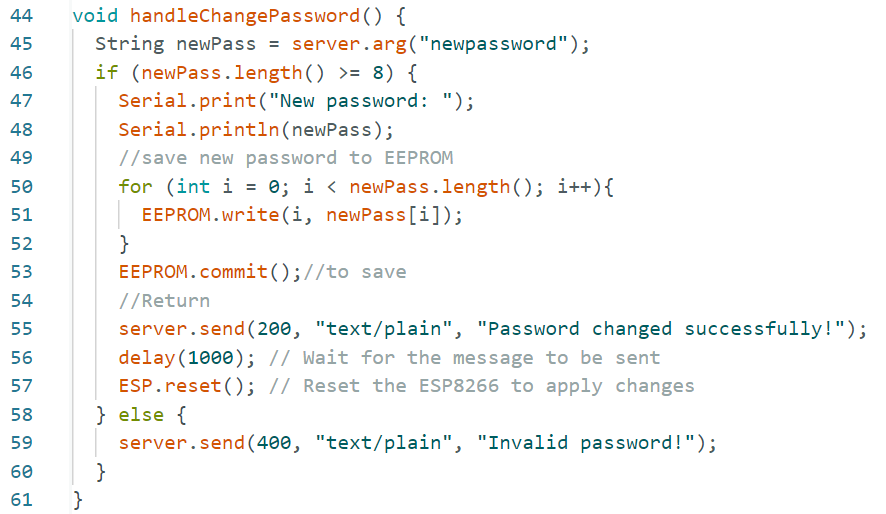 44 void handleChangePassword() {
45   String newPass = server.arg("newpassword");
46   if (newPass.length() >= 8) {
47     Serial.print("New password: ");
48     Serial.println(newPass);
49     //save new password to EEPROM
50     for (int i = 0; i < newPass.length(); i++){
51       EEPROM.write(i, newPass[i]);
52     }
53     EEPROM.commit();//to save
54     //Return
55     server.send(200, "text/plain", "Password changed successfully!");
56     delay(1000); // Wait for the message to be sent
57     ESP.reset(); // Reset the ESP8266 to apply changes
58   } else {
59     server.send(400, "text/plain", "Invalid password!");
60   }
61 }